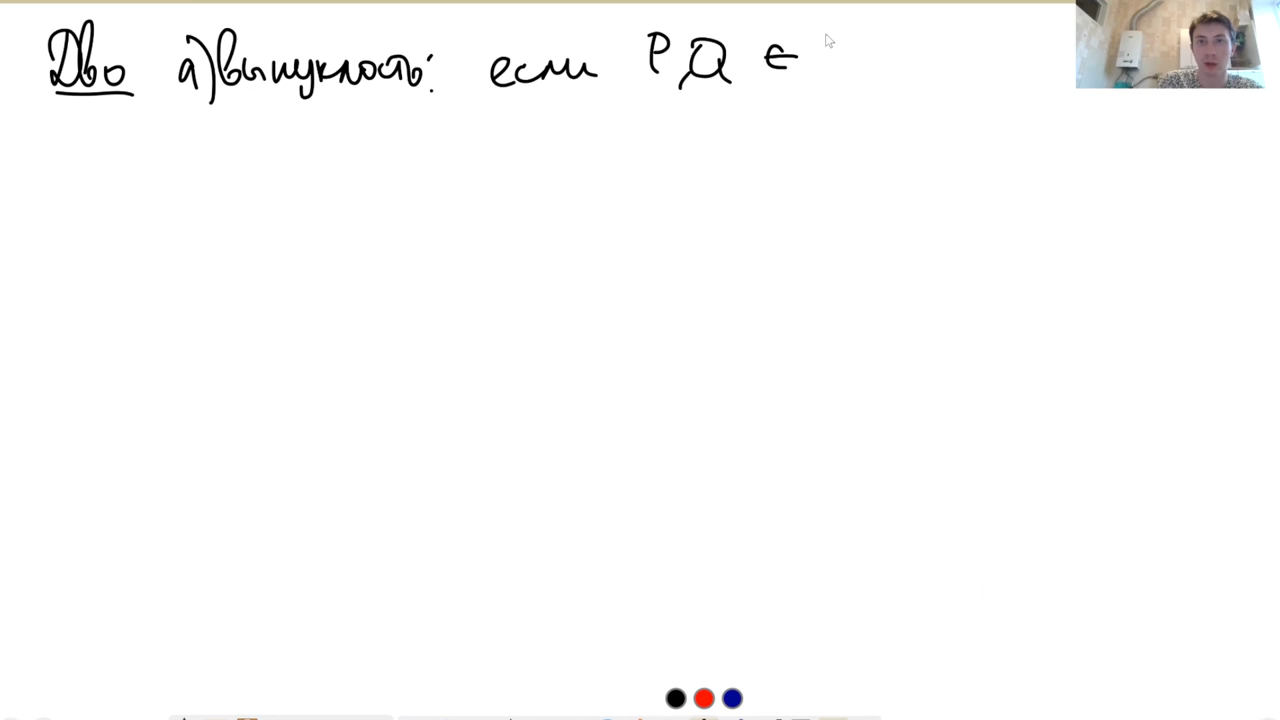 Дво а) выпуклость: если P, Q ∈